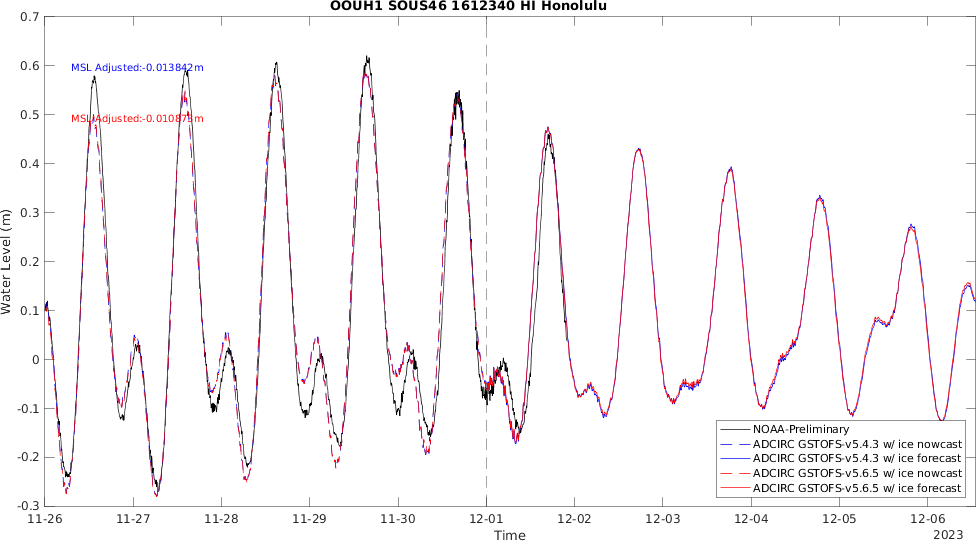 OOUH1 SOUS46 1612340 HI Honolulu
0.7
0.6
0.5
0.4
0.3
0.2
0.1
0
-0.1
-0.2
-0.3
Water Level (m)
MSL Adjusted:-0.013842m
MSL Adjusted:-0.010875m
NOAA-Preliminary
ADCIRC GSTOFS-v5.4.3 w/ ice nowcast
ADCIRC GSTOFS-v5.4.3 w/ ice forecast
ADCIRC GSTOFS-v5.6.5 w/ ice nowcast
ADCIRC GSTOFS-v5.6.5 w/ ice forecast
11-26 11-27 11-28 11-29 11-30 12-01 12-02 12-03 12-04 12-05 12-06
Time
2023